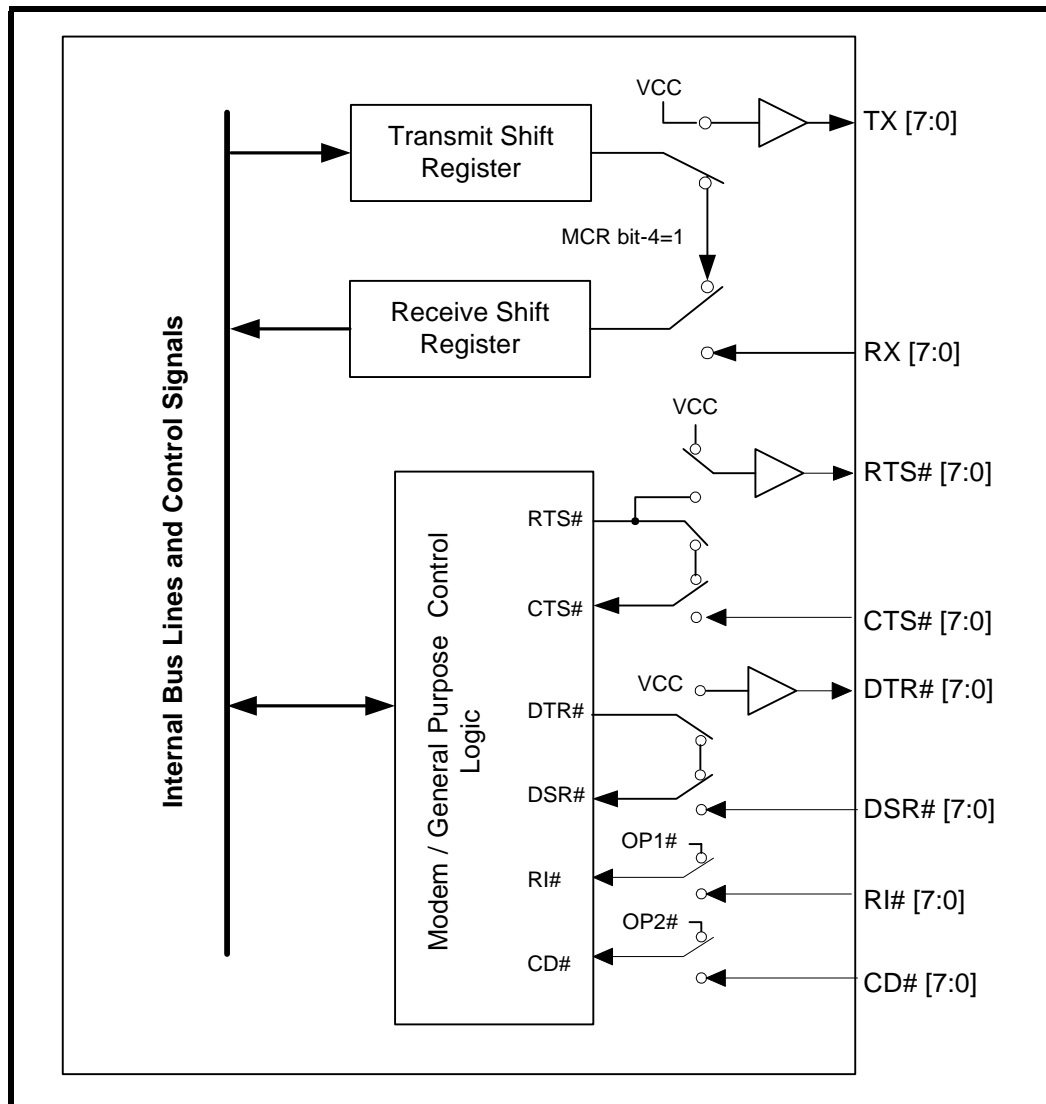 VCC
TX [7:0]
Transmit Shift
Register
MCR bit-4=1
Receive Shift
Register
RX [7:0]
Internal Bus Lines and Control Signals
VCC
RTS# [7:0]
Modem / General Purpose Control
Logic
RTS#
CTS#
CTS# [7:0]
VCC
DTR# [7:0]
DTR#
DSR#
DSR# [7:0]
OP1#
RI#
RI# [7:0]
OP2#
CD#
CD# [7:0]